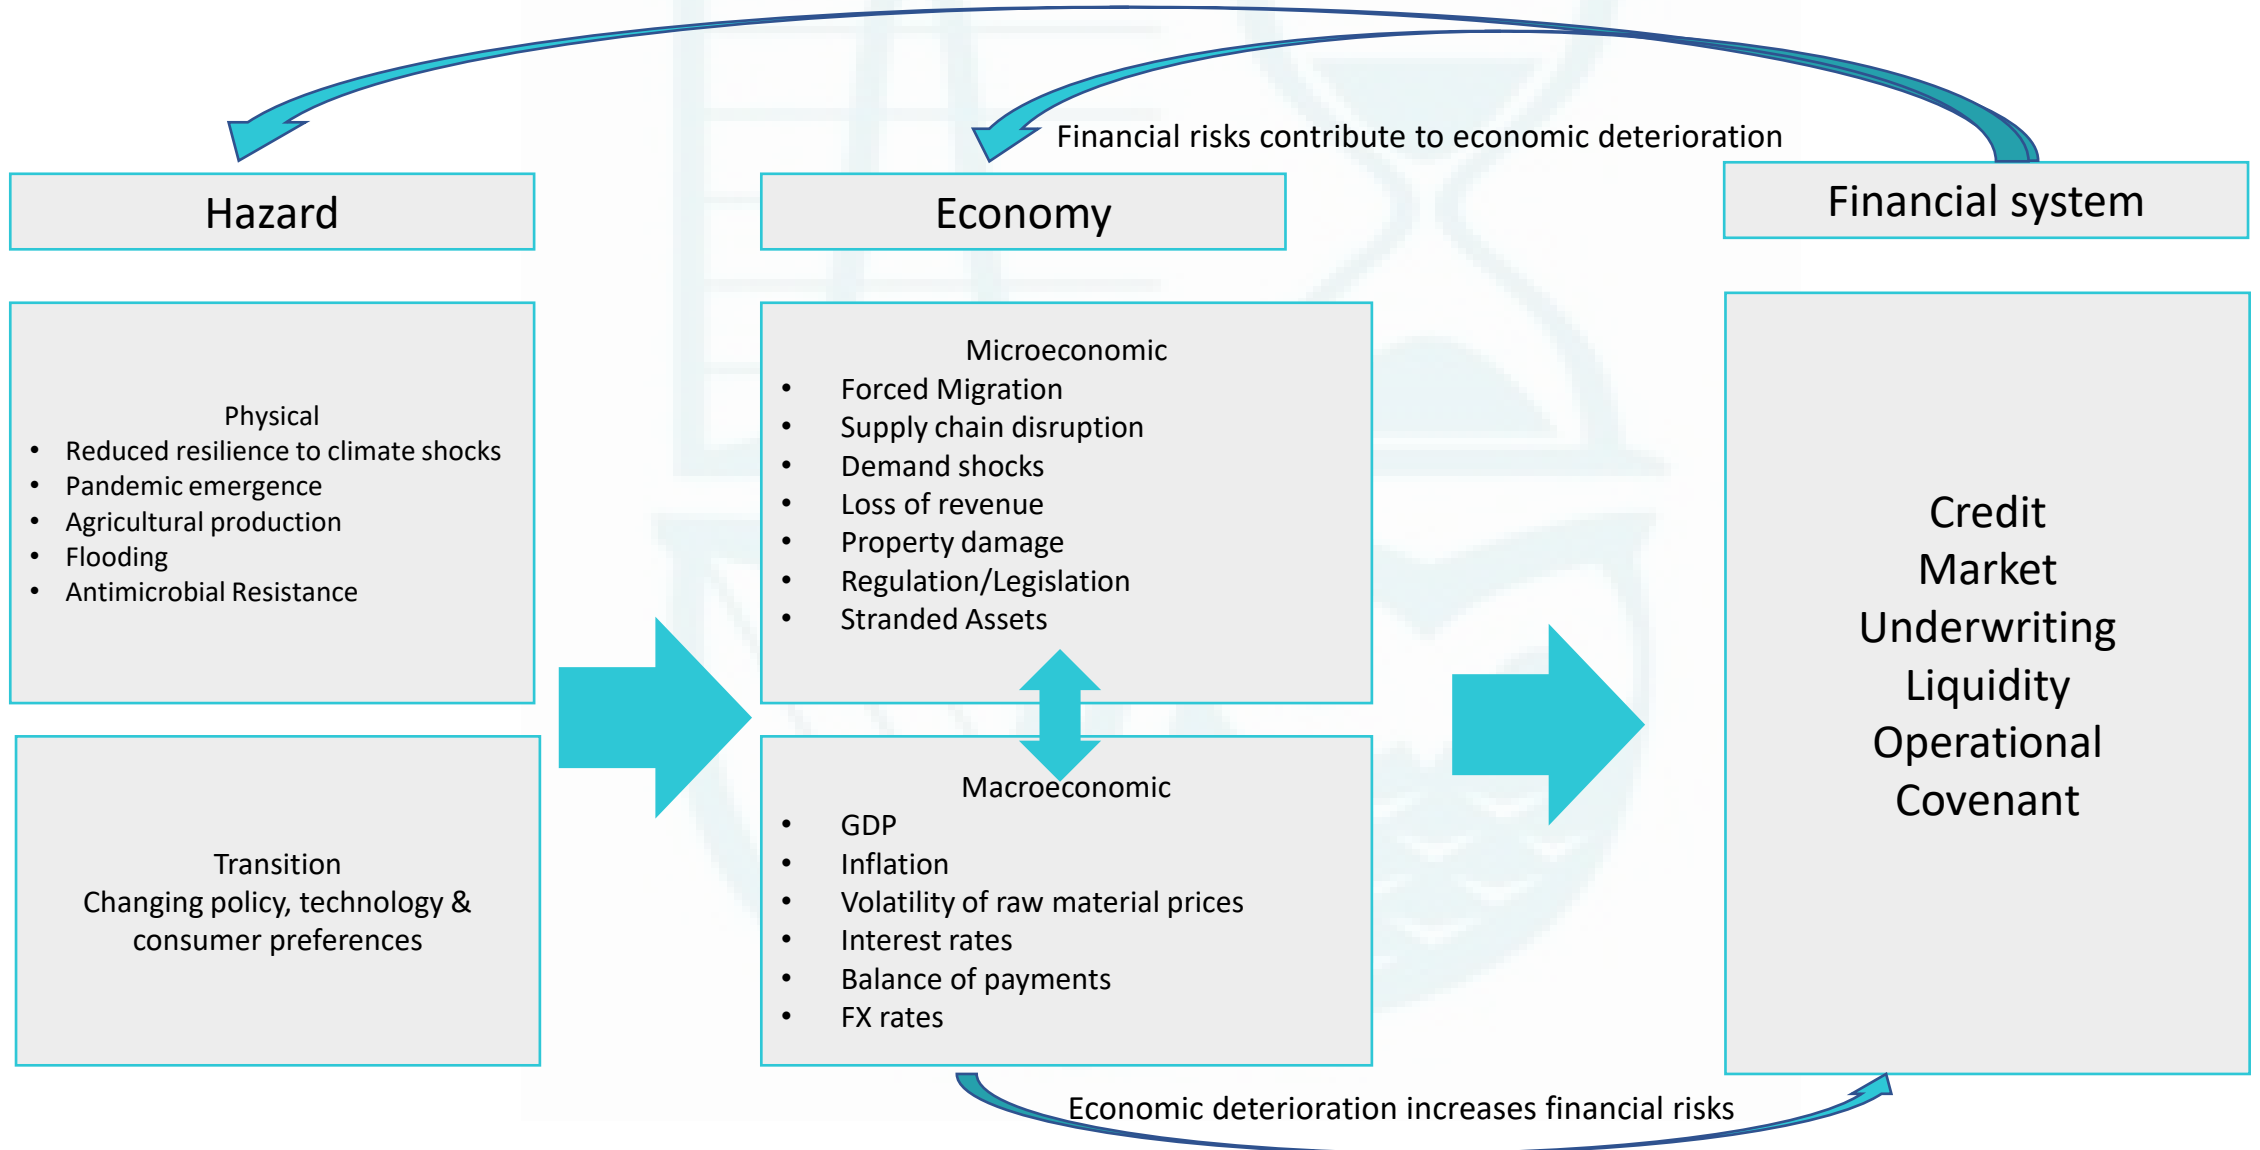 Financial risks contribute to economic deterioration
Hazard
Economy
Financial system
Physical
• Reduced resilience to climate shocks
• Pandemic emergence
• Agricultural production
• Flooding
• Antimicrobial Resistance
Transition
Changing policy, technology &
consumer preferences
Microeconomic
• Forced Migration
• Supply chain disruption
• Demand shocks
• Loss of revenue
• Property damage
• Regulation/Legislation
• Stranded Assets
Macroeconomic
• GDP
• Inflation
• Volatility of raw material prices
• Interest rates
• Balance of payments
• FX rates
Credit
Market
Underwriting
Liquidity
Operational
Covenant
Economic deterioration increases financial risks